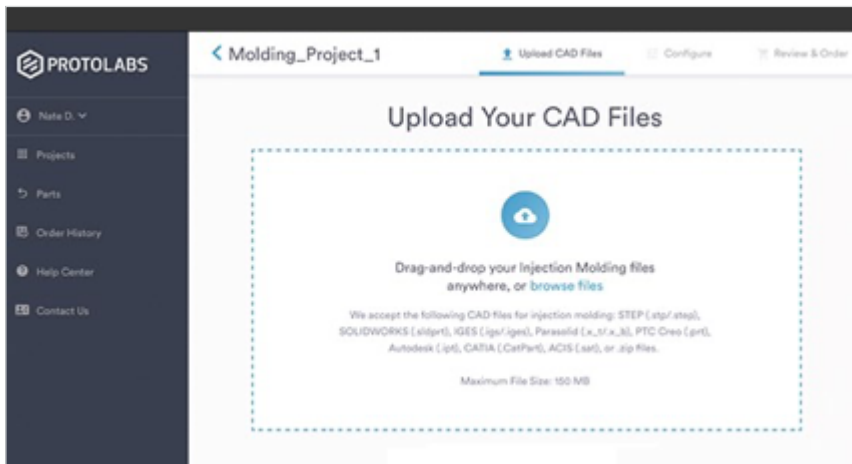 PROTOLABS
Nate D.
Projects
Parts
Order History
Help Center
Contact Us
Molding_Project_1
Upload CAD Files
Configure
Review & Order
Upload Your CAD Files
Drag-and-drop your Injection Molding files
anywhere, or browse files
We accept the following CAD files for injection molding: STEP (.stp/.step),
SOLIDWORKS (.sldprt), IGES (.igs/.iges), Parasolid (.x_t/.x_b), PTC Creo (.prt),
Autodesk (.ipt), CATIA (.CatPart), ACIS (.sat), or .zip files.
Maximum File Size: 150 MB